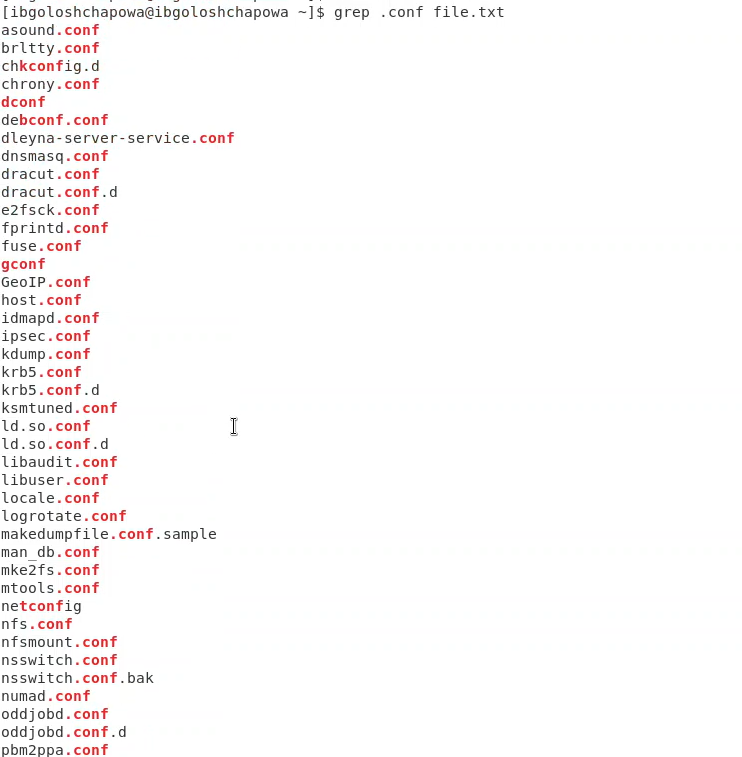 [ibgoloshchapowa@ibgoloshchapowa ~]$ grep .conf file.txt
asound.conf
brltty.conf
chkconfig.d
chrony.conf
dconf
debconf.conf
dleyna-server-service.conf
dnsmasq.conf
dracut.conf
dracut.conf.d
e2fsck.conf
fprintd.conf
fuse.conf
gconf
GeoIP.conf
host.conf
idmapd.conf
ipsec.conf
kdump.conf
krb5.conf
krb5.conf.d
ksmtuned.conf
ld.so.conf
ld.so.conf.d
libaudit.conf
libuser.conf
locale.conf
logrotate.conf
makedumpfile.conf.sample
man_db.conf
mke2fs.conf
mtools.conf
netconfig
nfs.conf
nfsmount.conf
nsswitch.conf
nsswitch.conf.bak
numad.conf
oddjobd.conf
oddjobd.conf.d
pbm2ppa.conf